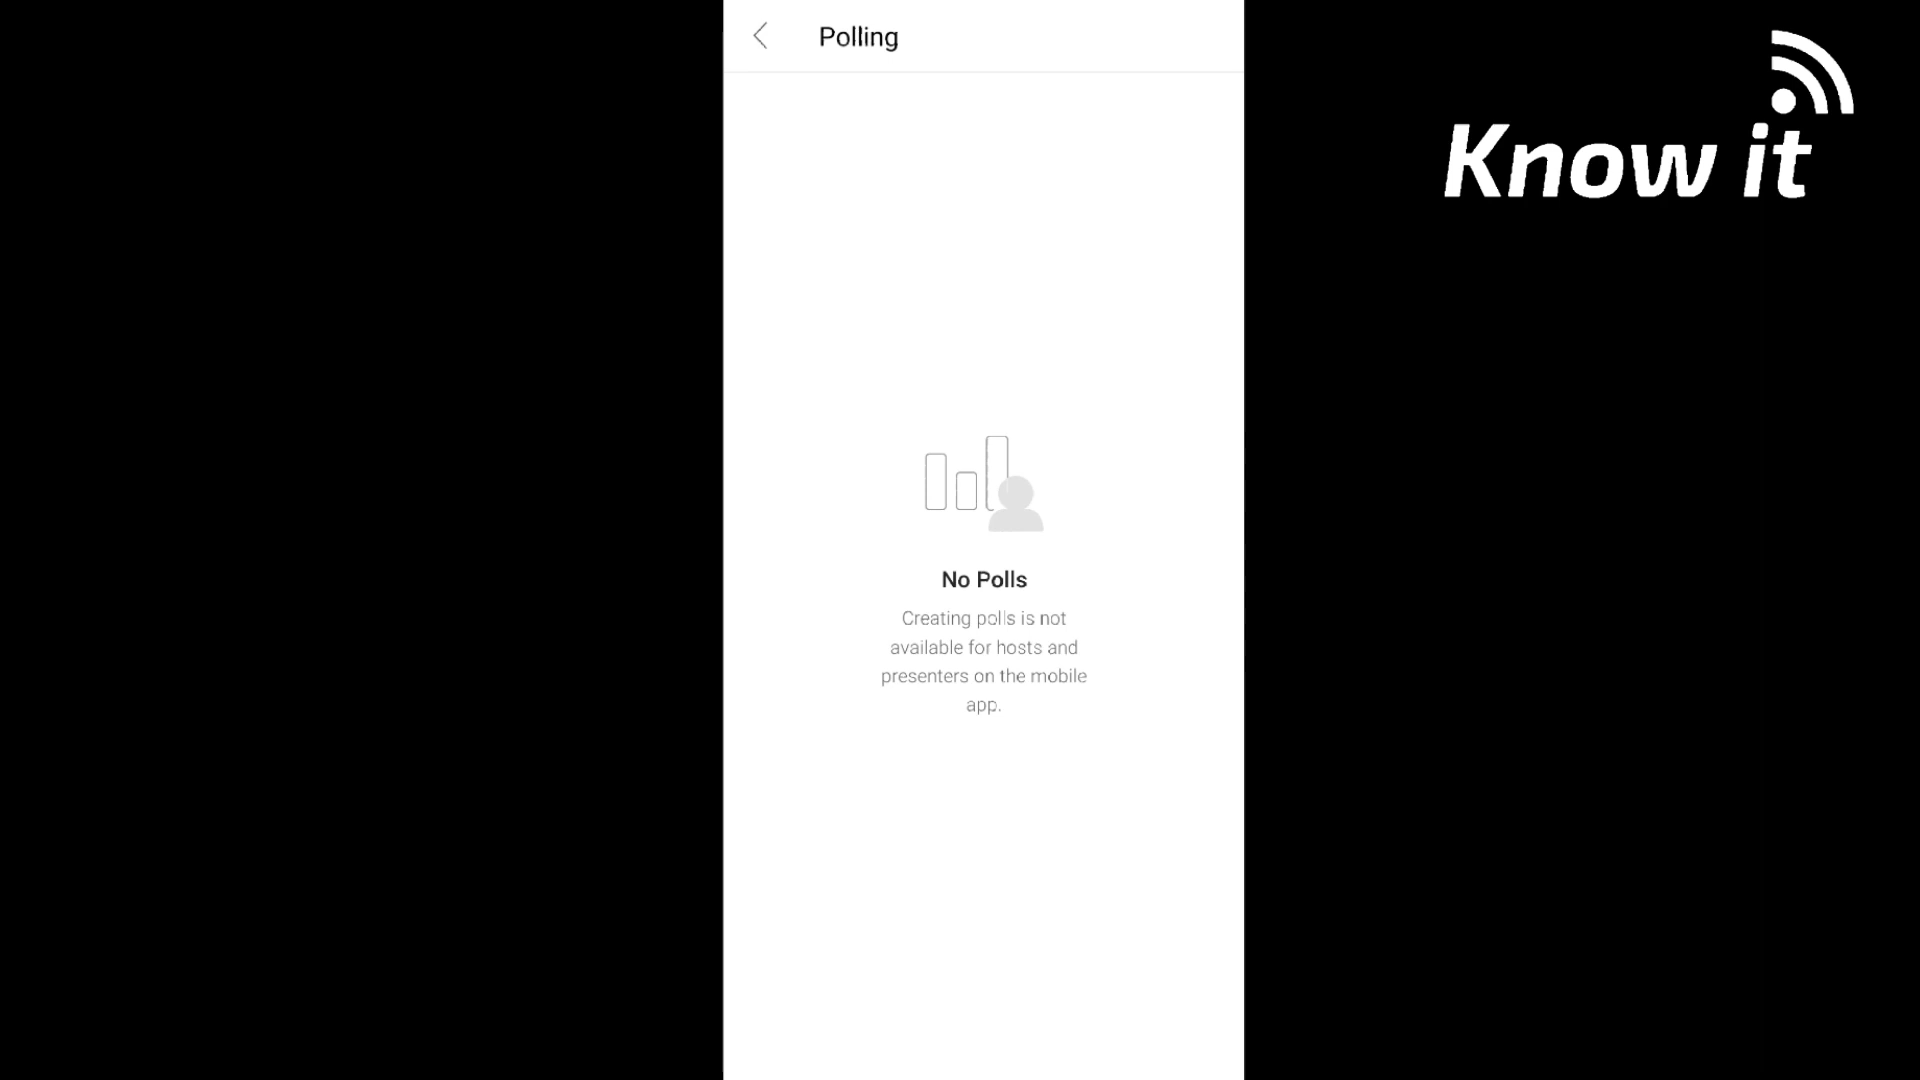 Polling
Know it
No Polls
Creating polls is not
available for hosts and
presenters on the mobile
app.